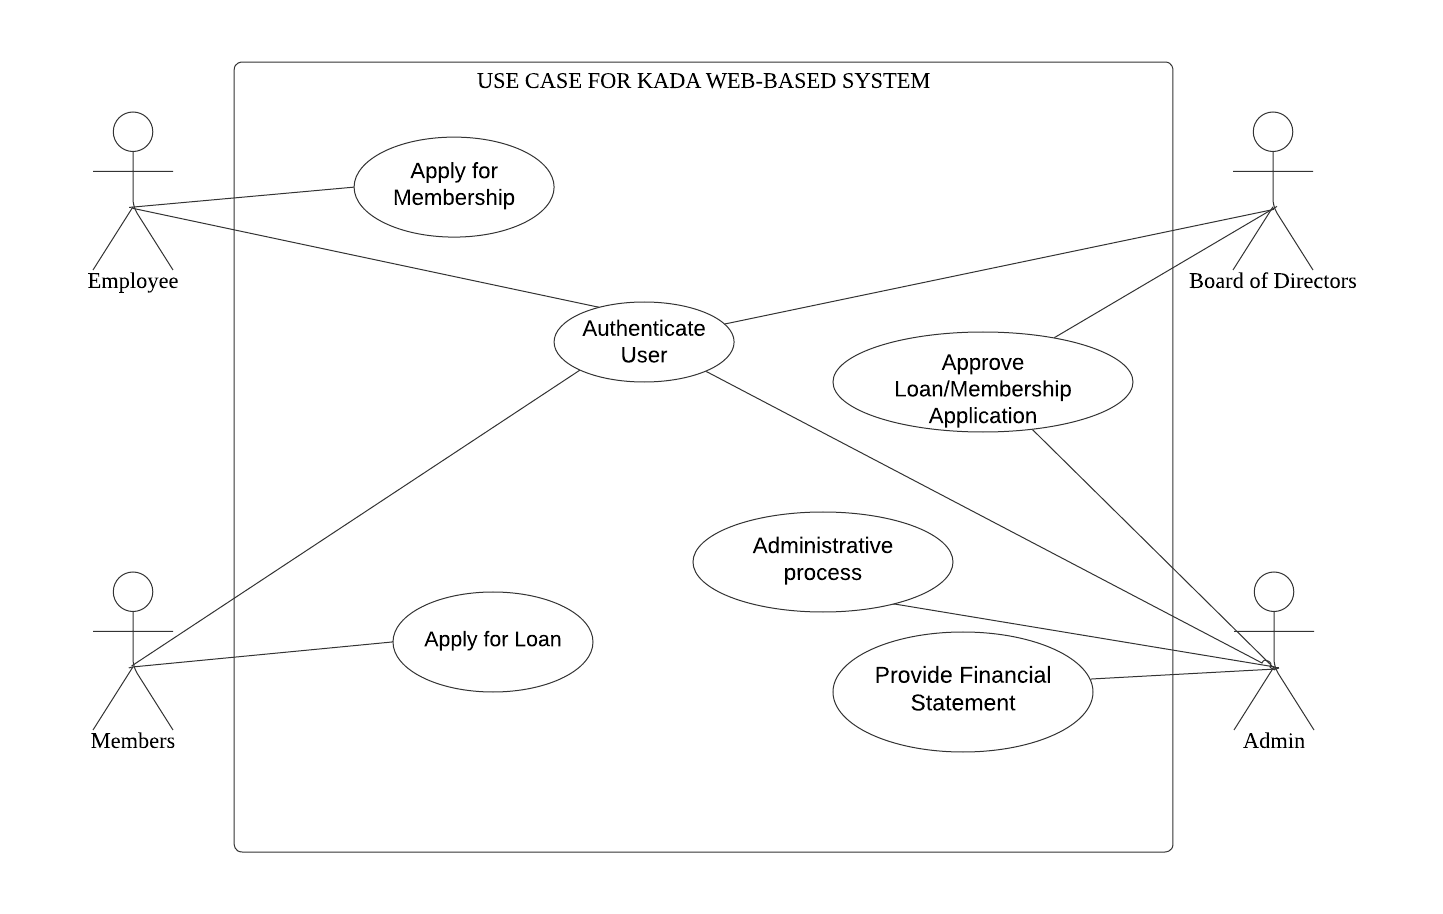 USE CASE FOR KADA WEB-BASED SYSTEM
Apply for
Membership
Employee
Board of Directors
Authenticate
User
Approve
Loan/Membership
Application
Administrative
process
Apply for Loan
Provide Financial
Statement
Members
Admin